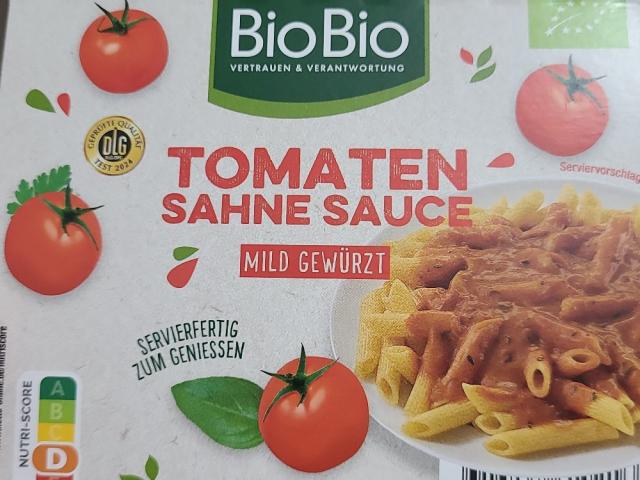 BioBio
VERTRAUEN & VERANTWORTUNG
GEPRÜFTE QUALITÄT
DLG
TEST 2024
TOMATEN
SAHNE SAUCE
MILD GEWÜRZT
Serviervorschlag
SERVIERFERTIG
ZUM GENIESSEN
NUTRI-SCORE
A
B
C
D